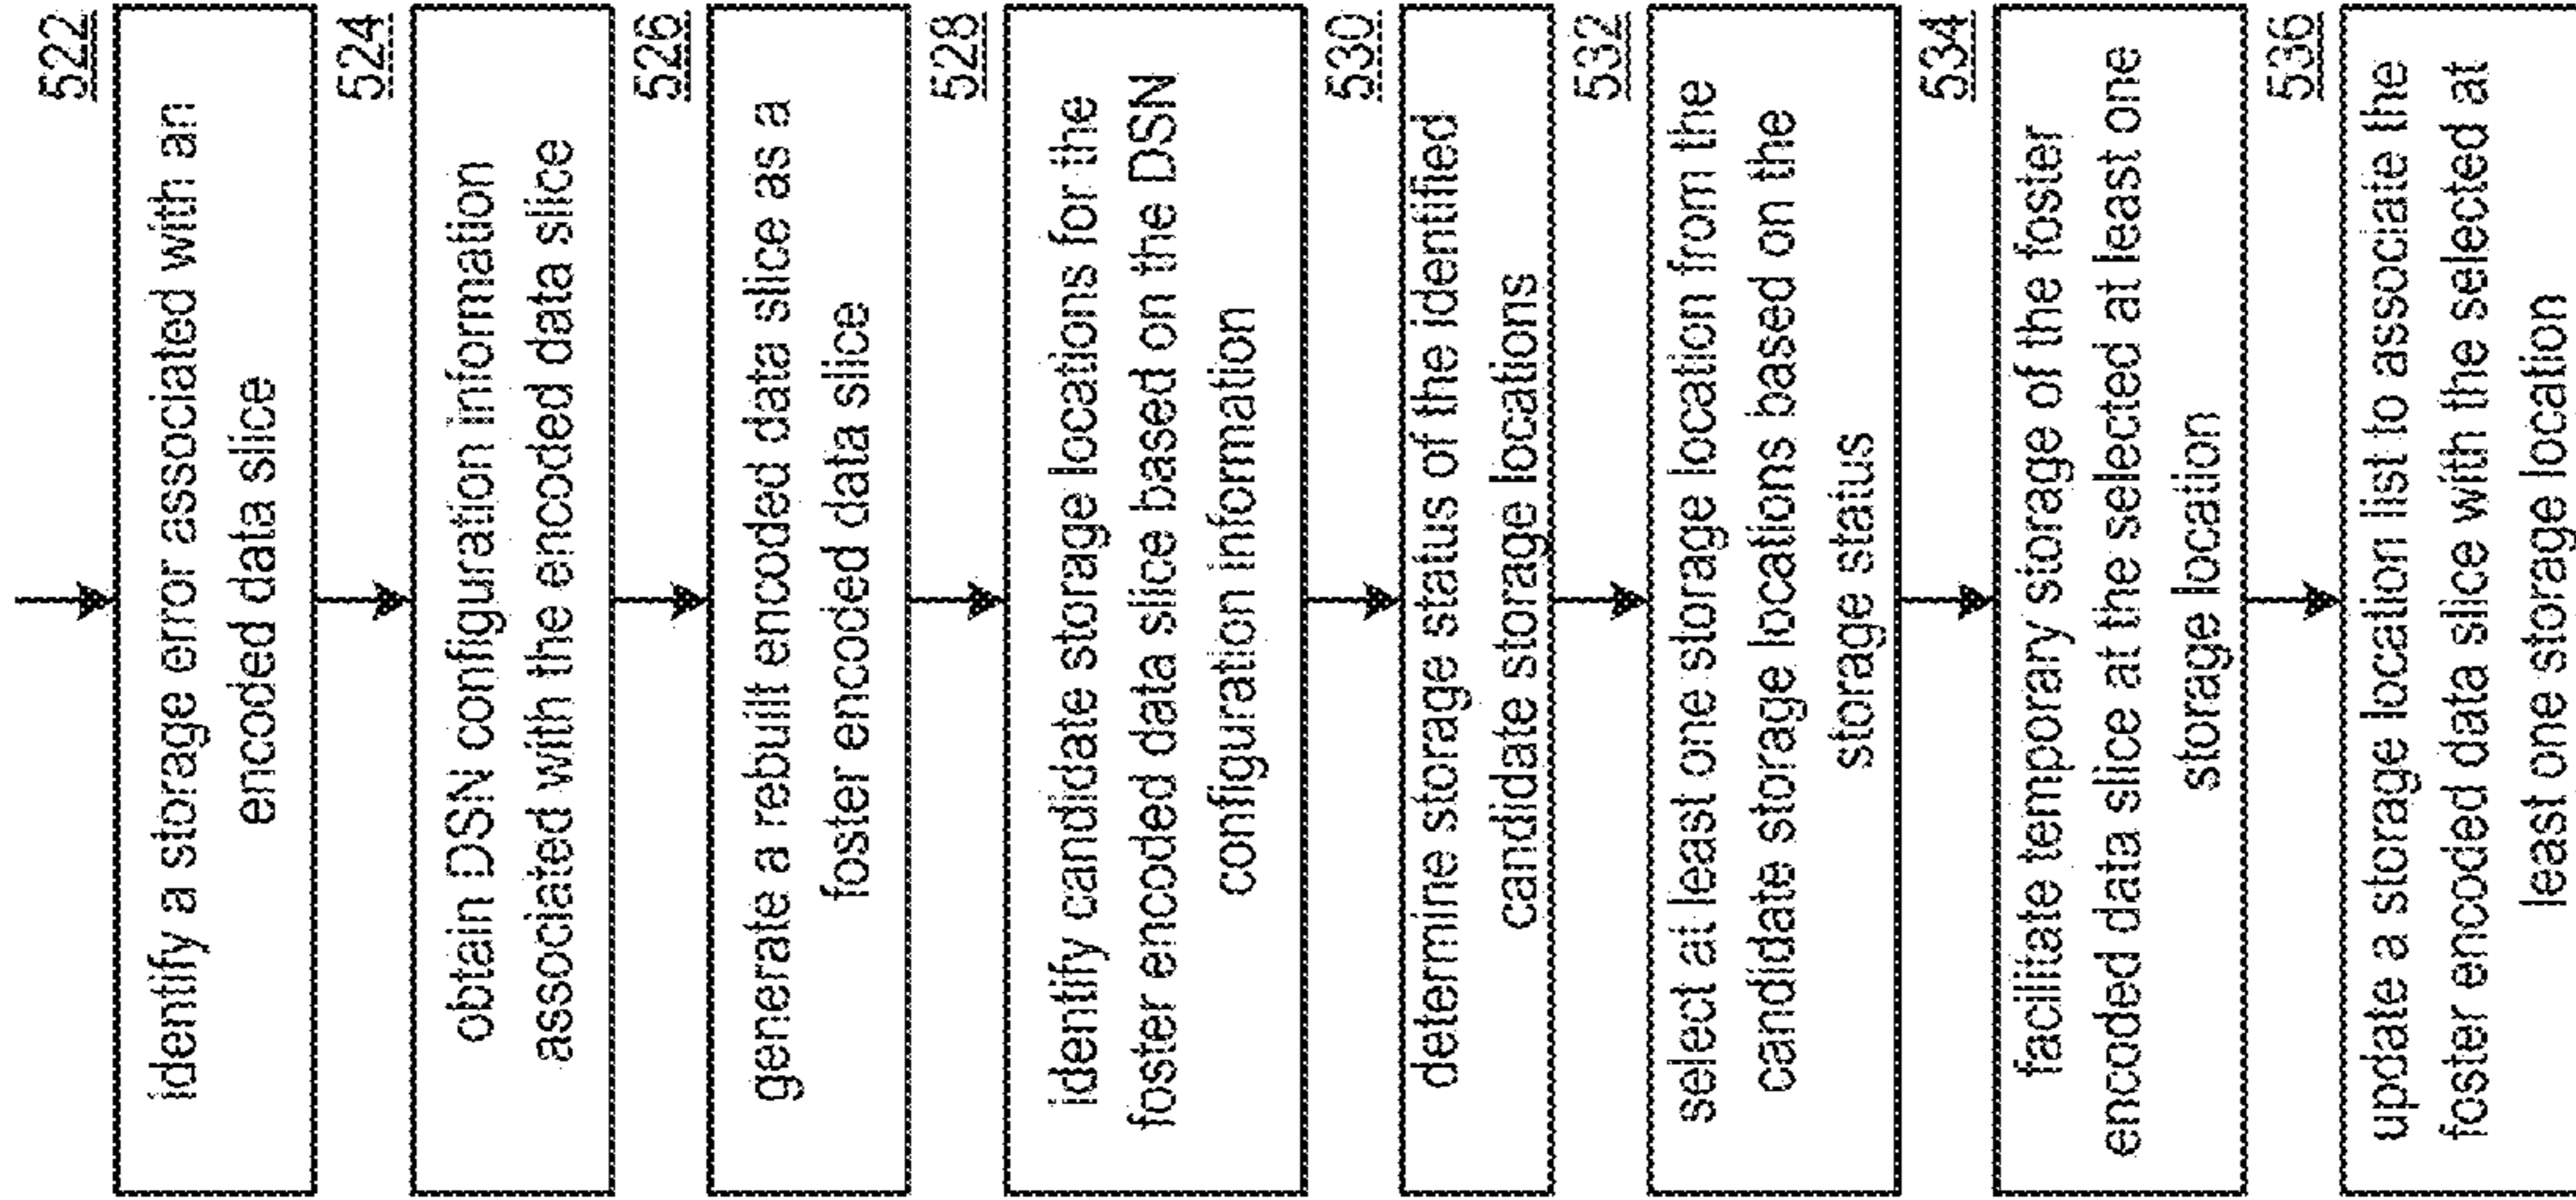 522
identify a storage error associated with an
encoded data slice
524
obtain DSN configuration information
associated with the encoded data slice
526
generate a rebuilt encoded data slice as a
foster encoded data slice
528
identify candidate storage locations for the
foster encoded data slice based on the DSN
configuration information
530
determine storage status of the identified
candidate storage locations
532
select at least one storage location from the
candidate storage locations based on the
storage status
534
facilitate temporary storage of the foster
encoded data slice at the selected at least one
storage location
536
update a storage location list to associate the
foster encoded data slice with the selected at
least one storage location